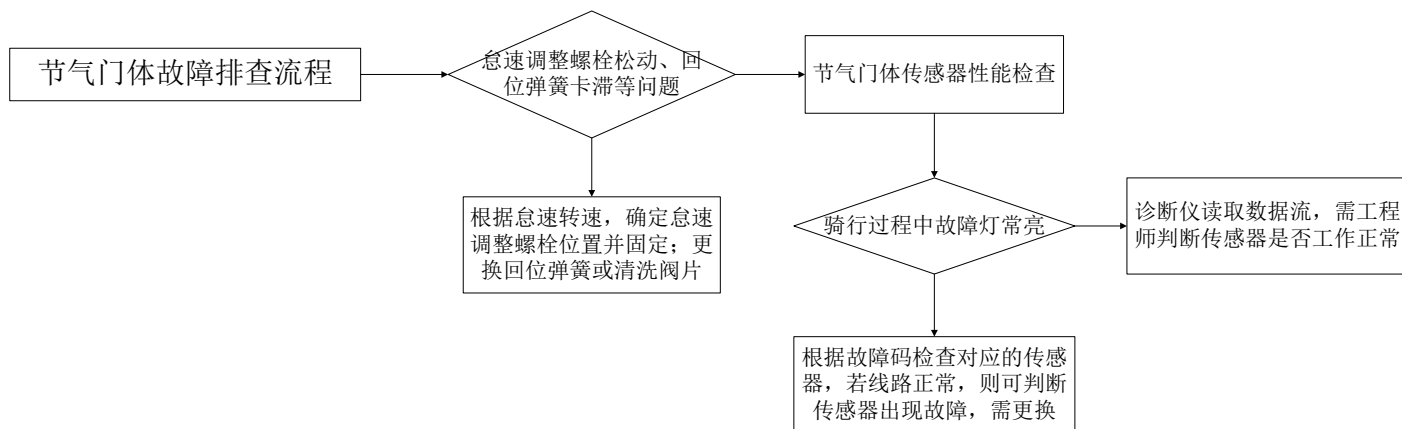 节气门体故障排查流程
怠速调整螺栓松动、回
位弹簧卡滞等问题
节气门体传感器性能检查
根据怠速转速，确定怠速
调整螺栓位置并固定；更
换回位弹簧或清洗阀片
骑行过程中故障灯常亮
诊断仪读取数据流，需工程
师判断传感器是否工作正常
根据故障码检查对应的传感
器，若线路正常，则可判断
传感器出现故障，需更换